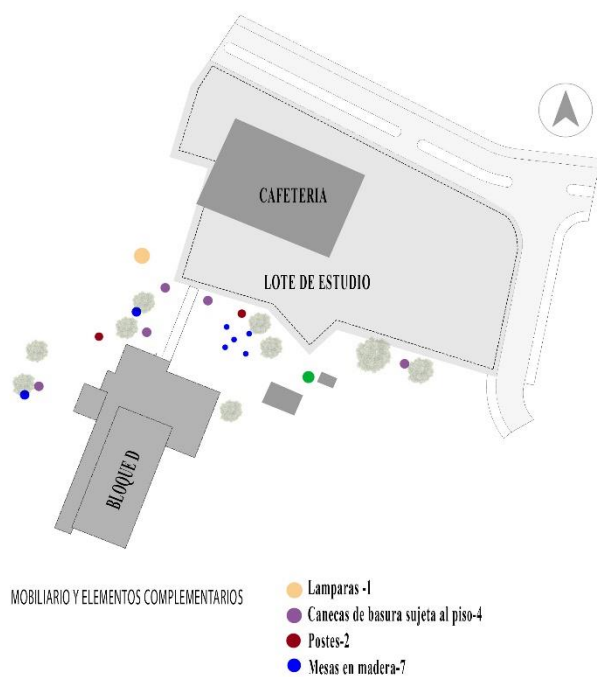 CAFETERIA
LOTE DE ESTUDIO
BLOQUE D
MOBILIARIO Y ELEMENTOS COMPLEMENTARIOS
Lamparas -1
Canecas de basura sujeta al piso-4
Postes-2
Mesas en madera-7